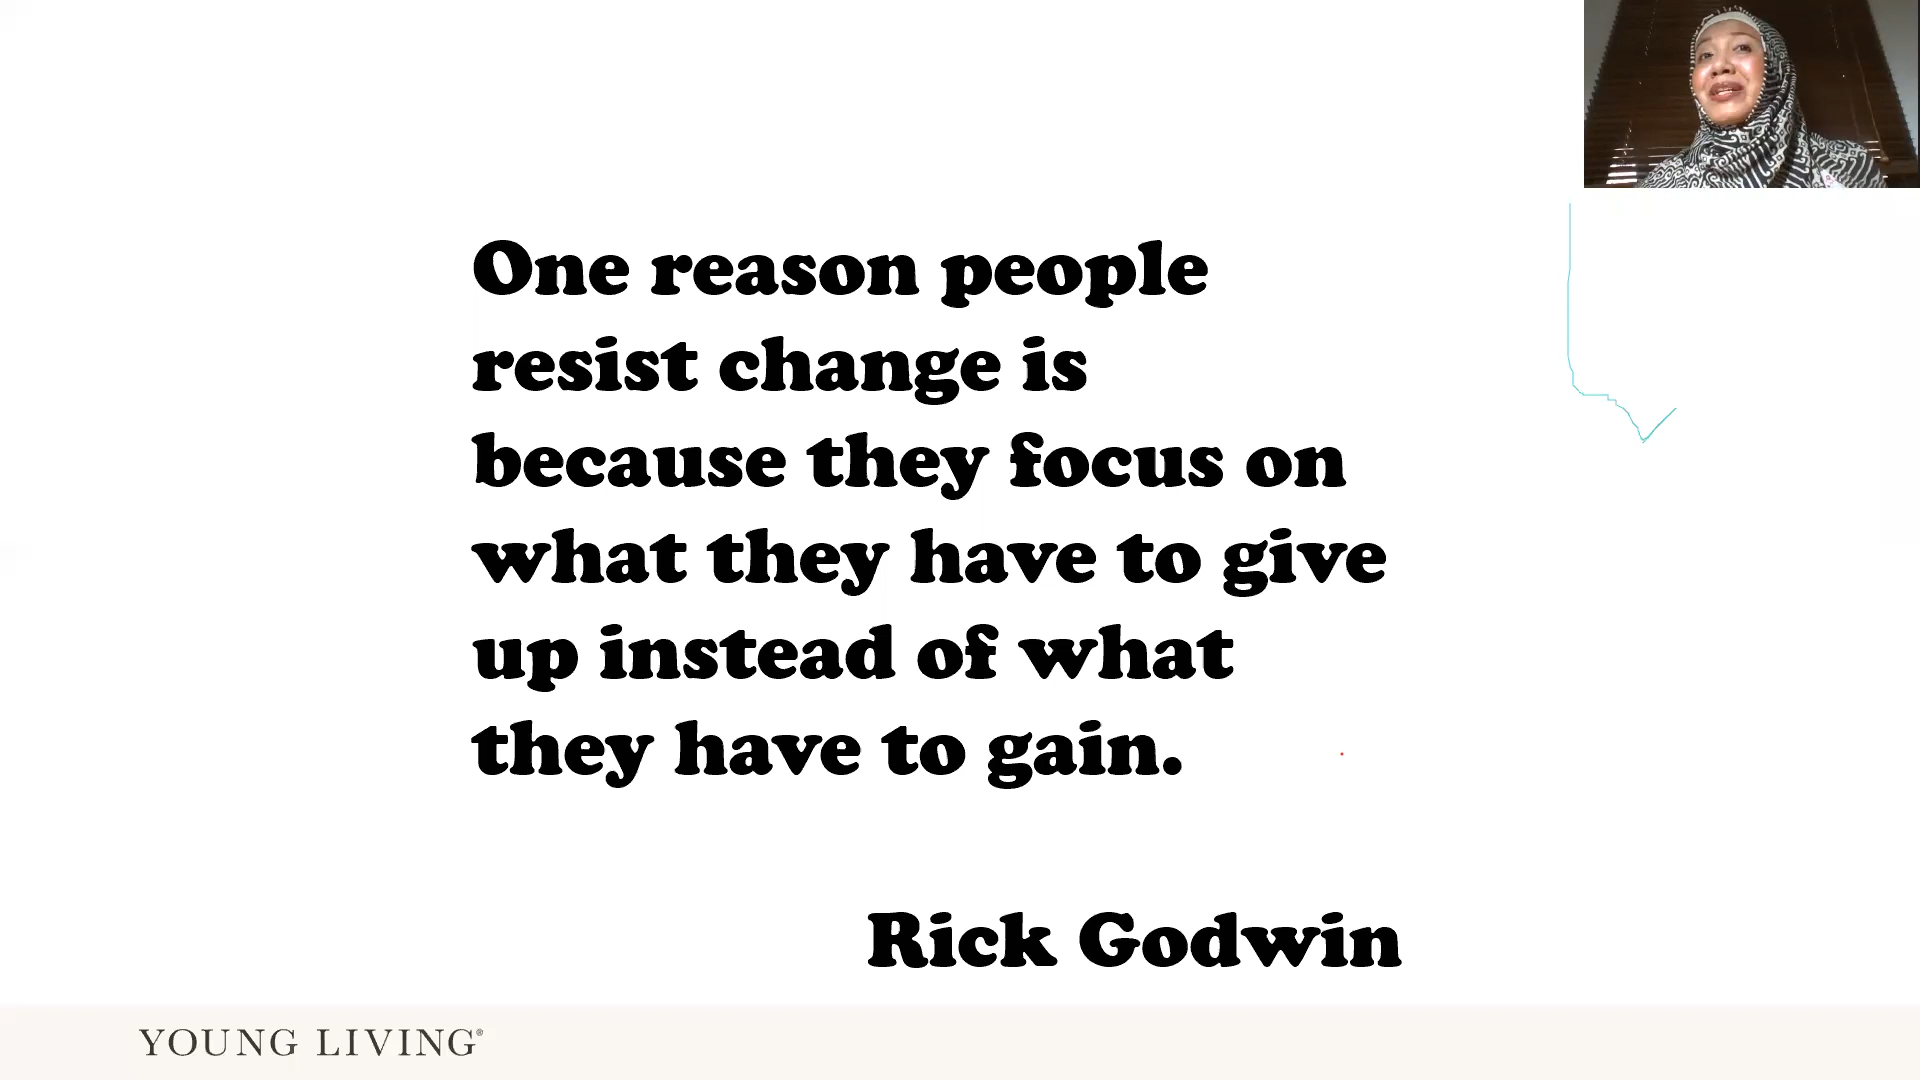 One reason people
resist change is
because they focus on
what they have to give
up instead of what
they have to gain.
Rick Godwin
YOUNG LIVING®